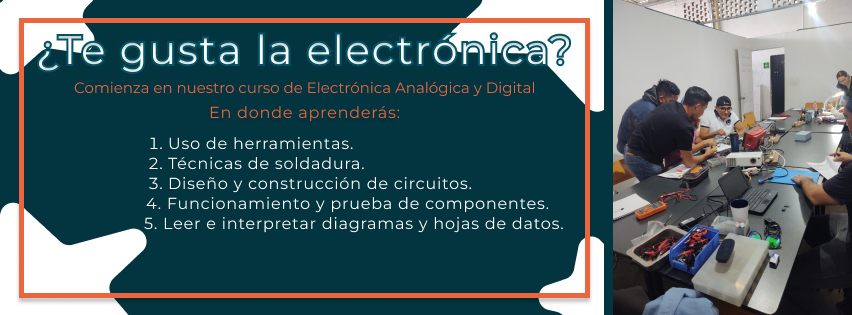 ¿Te gusta la electrónica?
Comienza en nuestro curso de Electrónica Analógica y Digital
En donde aprenderás:
1. Uso de herramientas.
2. Técnicas de soldadura.
3. Diseño y construcción de circuitos.
4. Funcionamiento y prueba de componentes.
5. Leer e interpretar diagramas y hojas de datos.